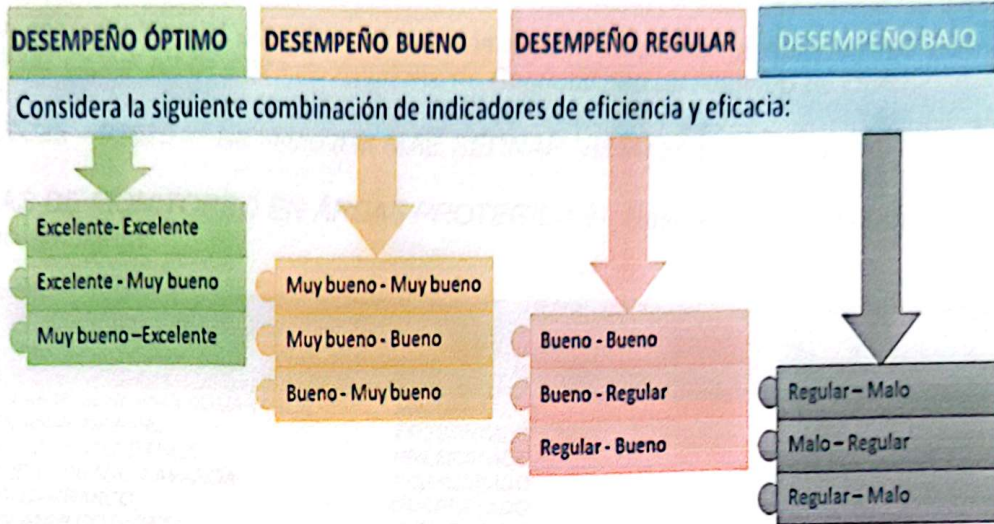 DESEMPEÑO ÓPTIMO
DESEMPEÑO BUENO
DESEMPEÑO REGULAR
DESEMPEÑO BAJO
Considera la siguiente combinación de indicadores de eficiencia y eficacia:
Excelente- Excelente
Excelente - Muy bueno
Muy bueno –Excelente
Muy bueno - Muy bueno
Muy bueno - Bueno
Bueno - Muy bueno
Bueno - Bueno
Bueno - Regular
Regular - Bueno
Regular – Malo
Malo – Regular
Regular – Malo